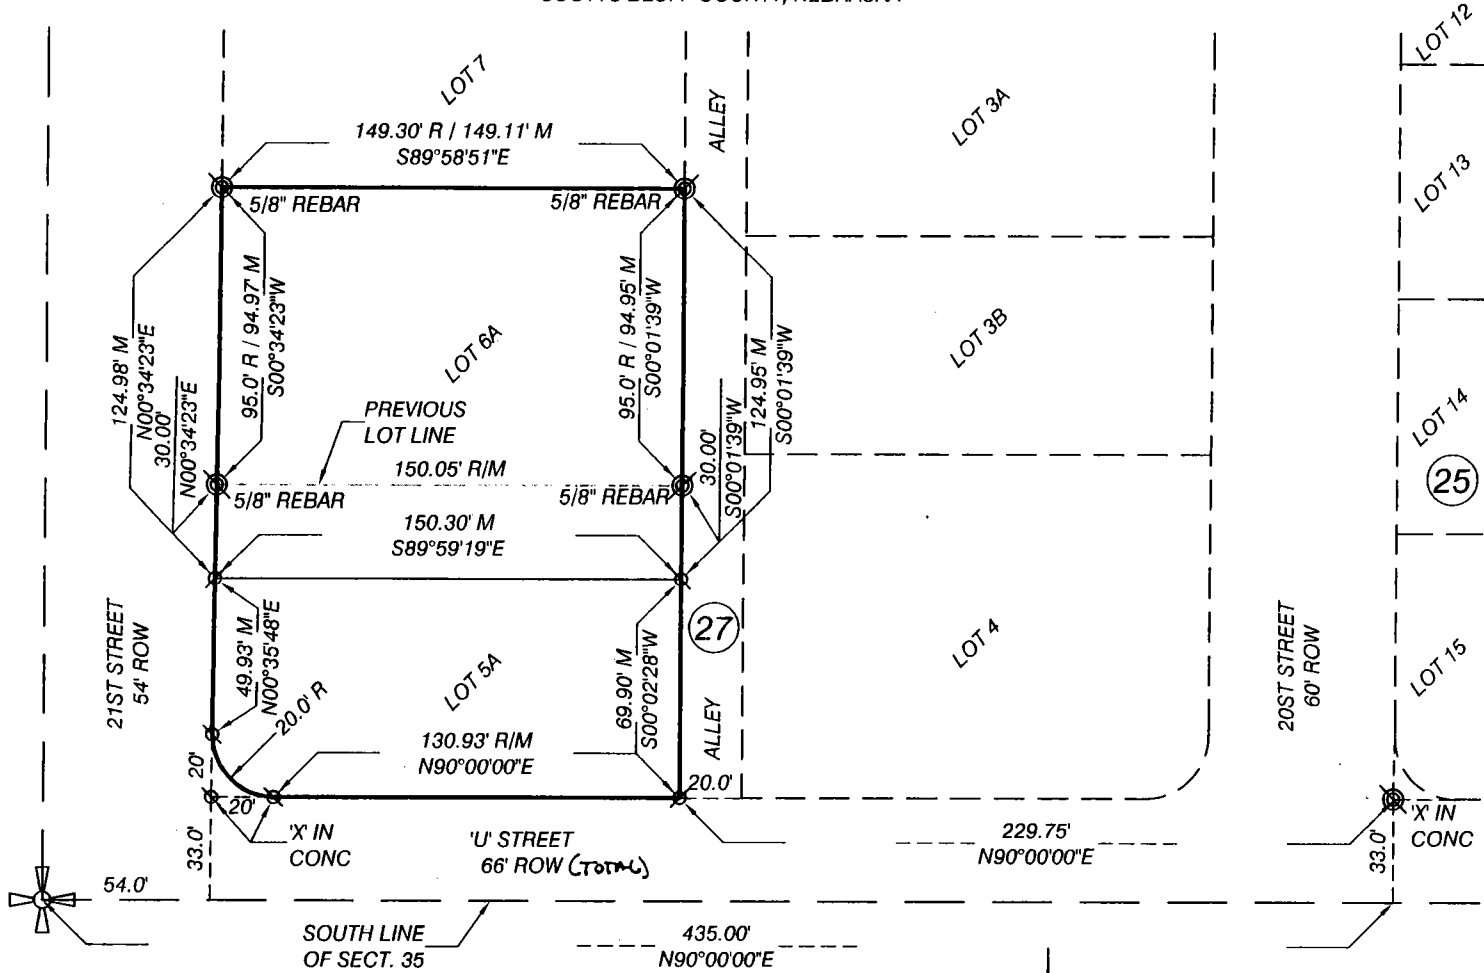 LOT 12
LOT 7
ALLEY
LOT 3A
149.30' R / 149.11' M
S89°58'51"E
LOT 13
5/8" REBAR
5/8" REBAR
124.98' M
N00°34'23"E
30.00'
N00°34'23"E
95.0' R / 94.97' M
S00°34'23"W
LOT 6A
95.0' R / 94.95' M
S00°01'39"W
30.00'
S00°01'39"W
124.95' M
S00°01'39"W
LOT 3B
LOT 14
PREVIOUS
LOT LINE
150.05' R/M
25
5/8" REBAR
5/8" REBAR
150.30' M
S89°59'19"E
21ST STREET
54' ROW
49.93' M
N00°35'48"E
LOT 5A
69.90' M
S00°02'28"W
27
LOT 4
20ST STREET
60' ROW
LOT 15
20.0' R
130.93' R/M
N90°00'00"E
ALLEY
20'
20'
20.0'
'X' IN
CONC
33.0'
'U' STREET
66' ROW (TOTAL)
229.75'
N90°00'00"E
33.0'
'X' IN
CONC
54.0'
SOUTH LINE
OF SECT. 35
435.00'
N90°00'00"E